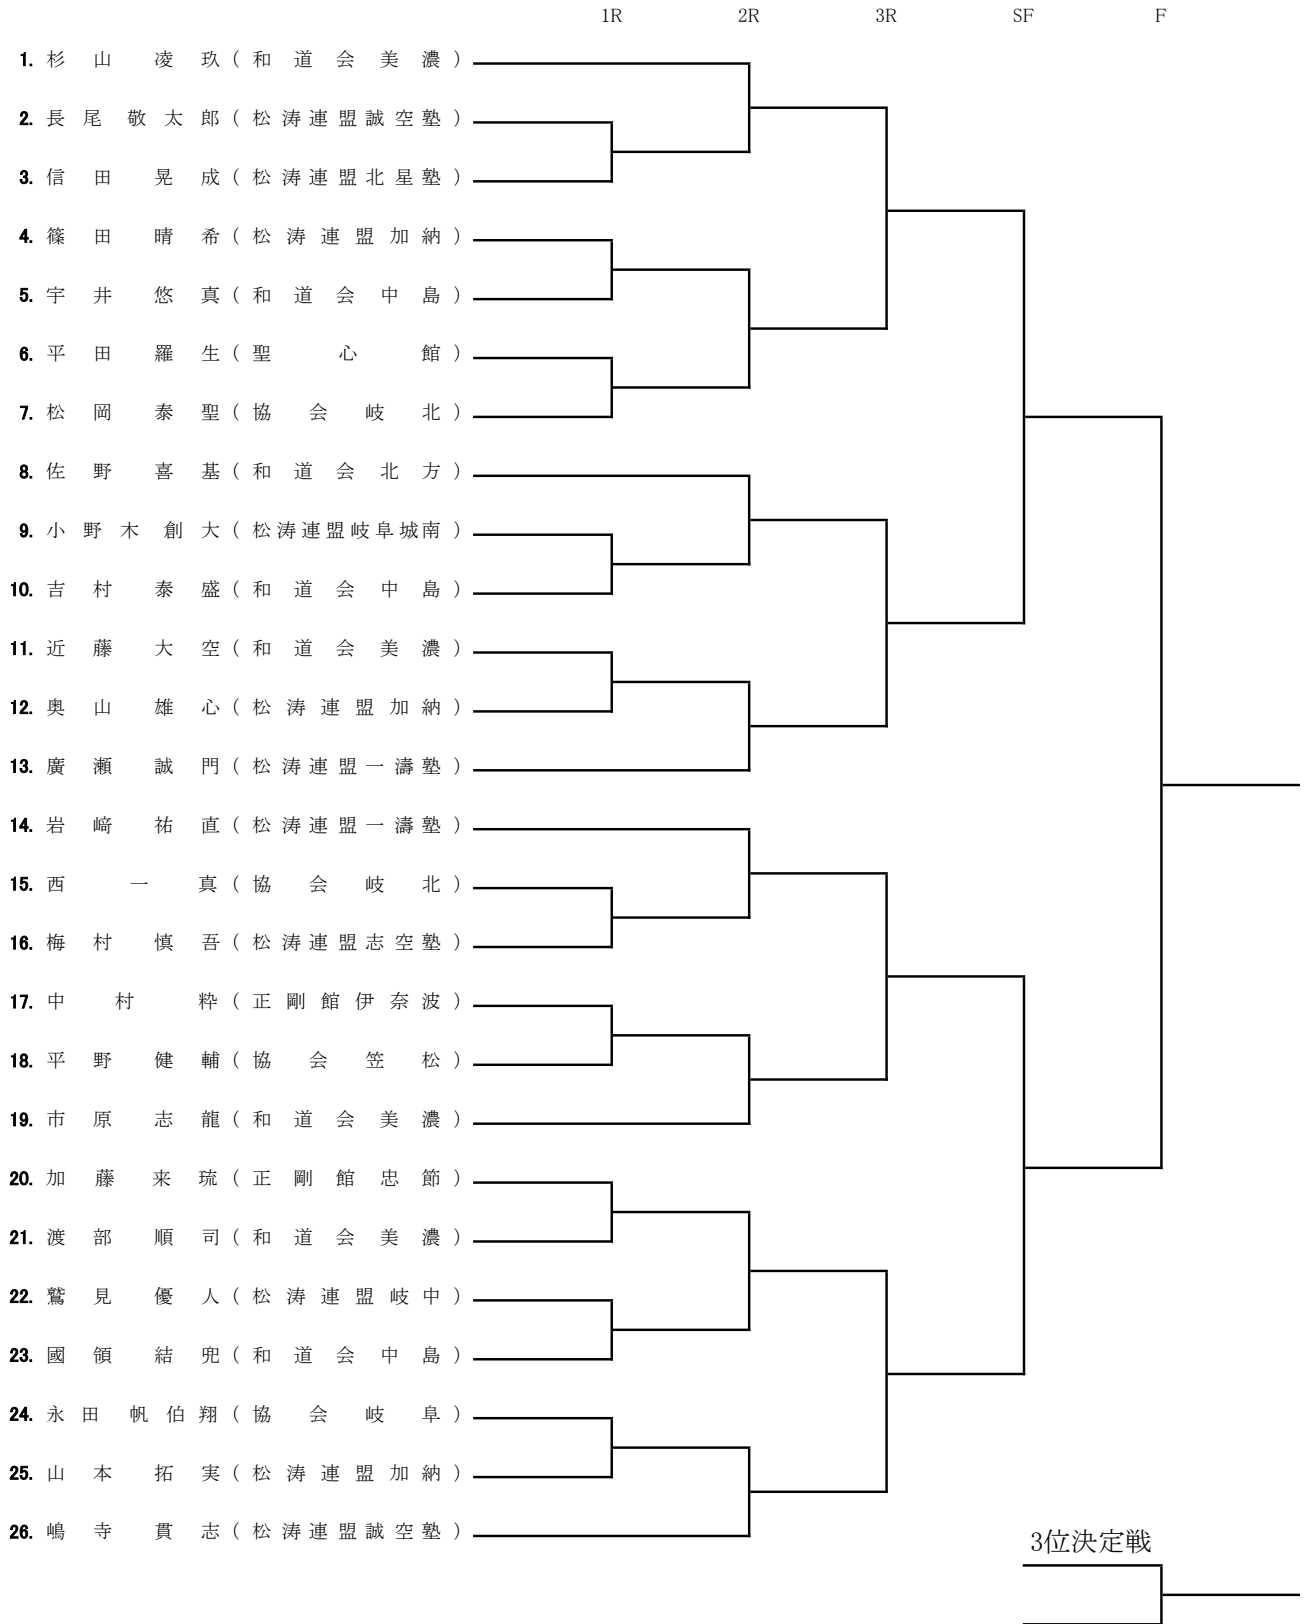 1R 2R 3R SF F
1. 杉山 凌玖(和道会美濃)
2. 長尾 敬太郎(松涛連盟誠空塾)
3. 信田 晃成(松涛連盟北星塾)
4. 篠田 晴希(松涛連盟加納)
5. 宇井 悠真(和道会中島)
6. 平田 羅生(聖心館)
7. 松岡 泰聖(協会岐北)
8. 佐野 喜基(和道会北方)
9. 小野木 創大(松涛連盟岐阜城南)
10. 吉村 泰盛(和道会中島)
11. 近藤 大空(和道会美濃)
12. 奥山 雄心(松涛連盟加納)
13. 廣瀬 誠門(松涛連盟一濤塾)
14. 岩﨑 祐直(松涛連盟一濤塾)
15. 西 一真(協会岐北)
16. 梅村 慎吾(松涛連盟志空塾)
17. 中村 粋(正剛館伊奈波)
18. 平野 健輔(協会笠松)
19. 市原 志龍(和道会美濃)
20. 加藤 来琉(正剛館忠節)
21. 渡部 順司(和道会美濃)
22. 鷲見 優人(松涛連盟岐中)
23. 國領 結兜(和道会中島)
24. 永田 帆伯翔(協会岐阜)
25. 山本 拓実(松涛連盟加納)
26. 嶋寺 貫志(松涛連盟誠空塾)
3位決定戦